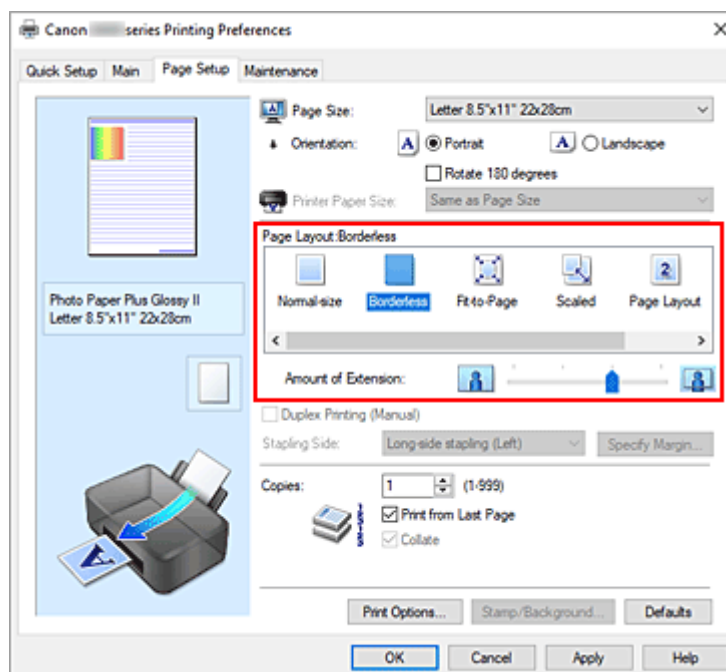 Canon series Printing Preferences
Quick Setup Main Page Setup Maintenance
Page Size: Letter 8.5"x11" 22x28cm
Orientation: A Portrait A Landscape
Rotate 180 degrees
Printer Paper Size: Same as Page Size
Page Layout:Borderless
2
Normal-size Borderless Fit-to-Page Scaled Page Layout
Photo Paper Plus Glossy II
Letter 8.5"x11" 22x28cm
Amount of Extension:
Duplex Printing (Manual)
Stapling Side: Long-side stapling (Left) Specify Margin...
Copies: 1 (1-999)
Print from Last Page
Collate
A
Print Options... Stamp/Background... Defaults
OK Cancel Apply Help